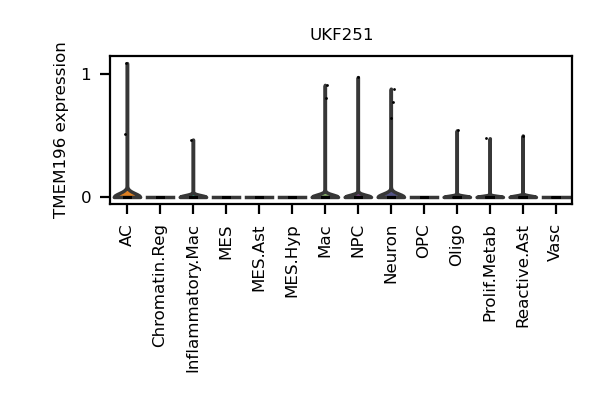 UKF251
TMEM196 expression
1
0
AC
Chromatin.Reg
Inflammatory.Mac
MES
MES.Ast
MES.Hyp
Mac
NPC
Neuron
OPC
Oligo
Prolif.Metab
Reactive.Ast
Vasc